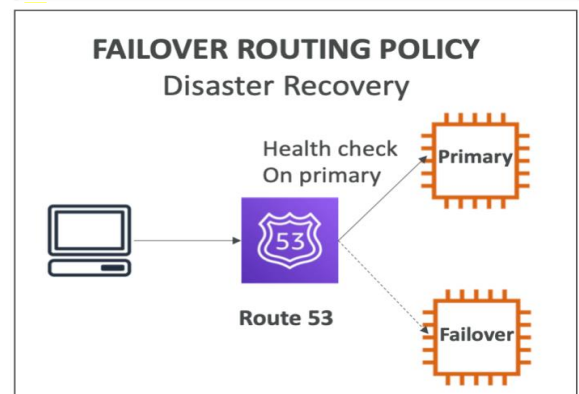 FAILOVER ROUTING POLICY
Disaster Recovery
Health check
On primary
Primary
53
Route 53
Failover